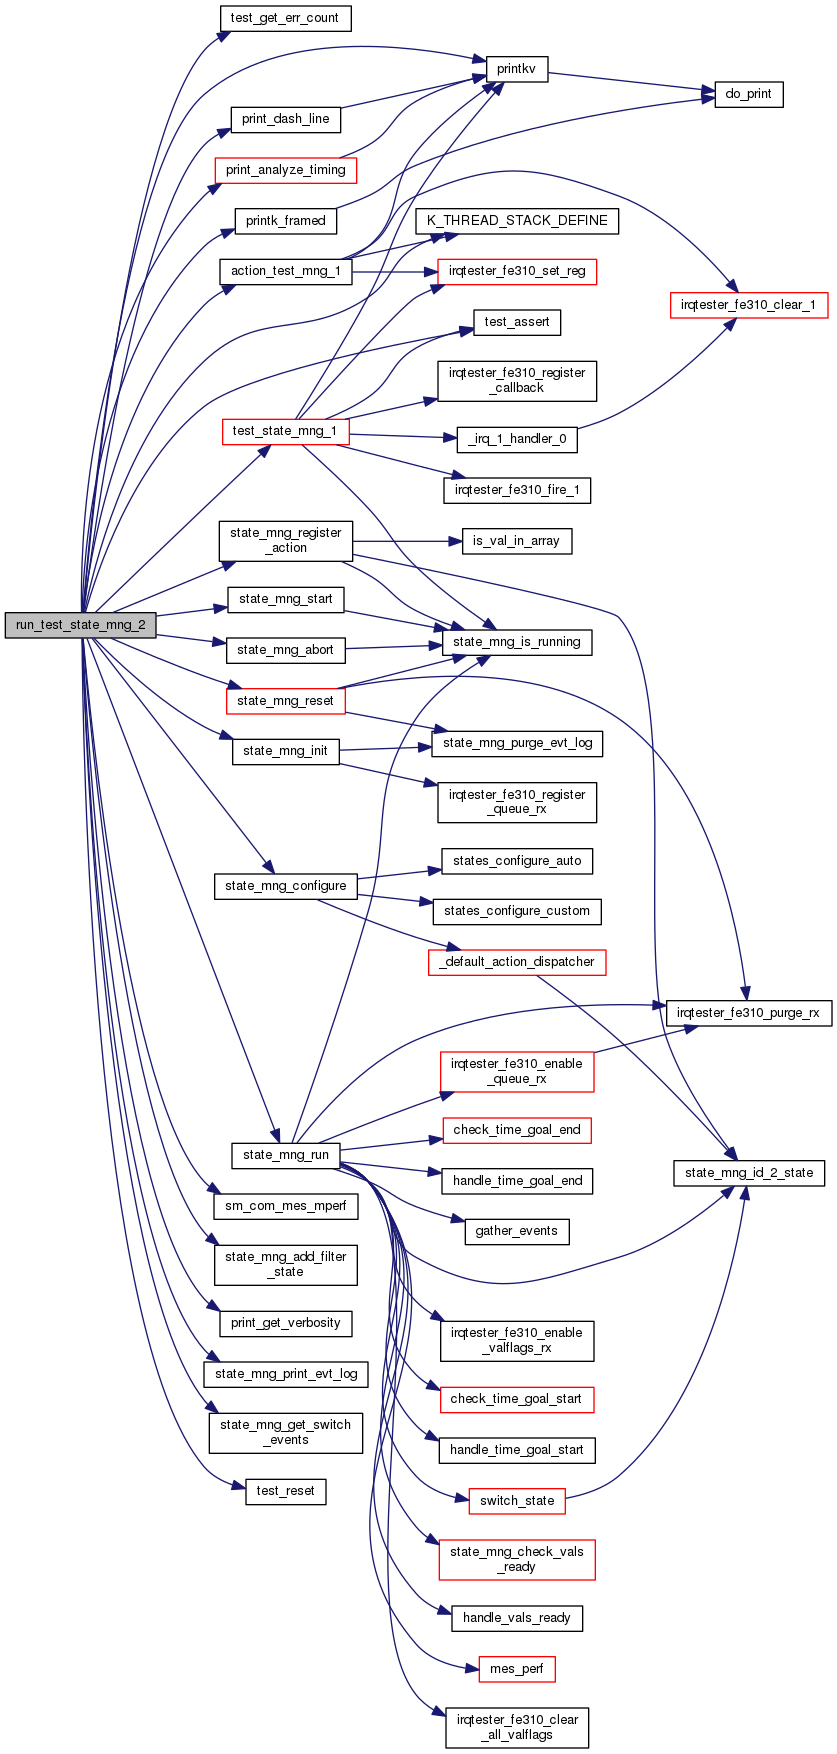 test_get_err_count
printkv
do_print
print_dash_line
print_analyze_timing
printk_framed
K_THREAD_STACK_DEFINE
action_test_mng_1
irqtester_fe310_set_reg
irqtester_fe310_clear_1
test_assert
irqtester_fe310_register
_callback
test_state_mng_1
_irq_1_handler_0
irqtester_fe310_fire_1
state_mng_register
_action
is_val_in_array
state_mng_start
run_test_state_mng_2
state_mng_is_running
state_mng_abort
state_mng_reset
state_mng_purge_evt_log
state_mng_init
irqtester_fe310_register
_queue_rx
states_configure_auto
state_mng_configure
states_configure_custom
_default_action_dispatcher
irqtester_fe310_purge_rx
irqtester_fe310_enable
_queue_rx
check_time_goal_end
state_mng_run
state_mng_id_2_state
handle_time_goal_end
sm_com_mes_mperf
gather_events
state_mng_add_filter
_state
print_get_verbosity
irqtester_fe310_enable
_valflags_rx
state_mng_print_evt_log
check_time_goal_start
state_mng_get_switch
_events
handle_time_goal_start
test_reset
switch_state
state_mng_check_vals
_ready
handle_vals_ready
mes_perf
irqtester_fe310_clear
_all_valflags